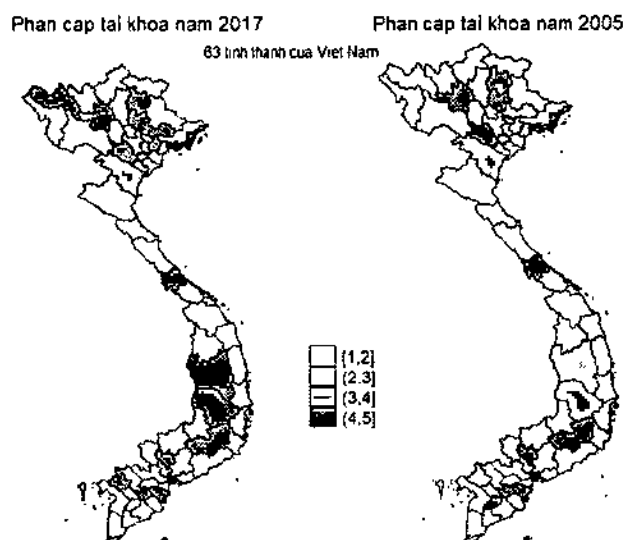 Phan cap tai khoa nam 2017
Phan cap tai khoa nam 2005
63 tinh thanh cua Viet Nam
(1,2]
(2.3]
(3,4]
(4,5]